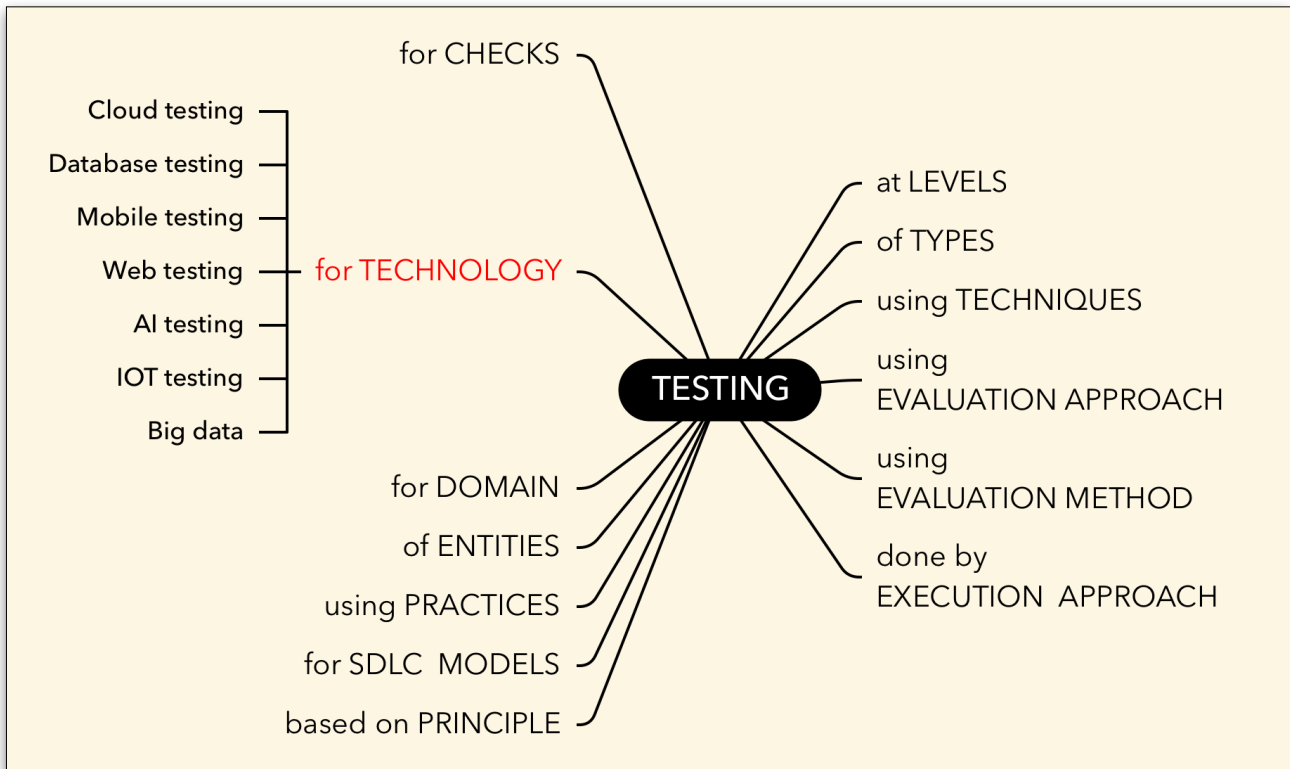 for CHECKS
Cloud testing
Database testing
Mobile testing
Web testing
AI testing
IOT testing
Big data
for TECHNOLOGY
for DOMAIN
of ENTITIES
using PRACTICES
for SDLC  MODELS
based on PRINCIPLE
TESTING
at LEVELS
of TYPES
using TECHNIQUES
using
EVALUATION APPROACH
using
EVALUATION METHOD
done by
EXECUTION  APPROACH